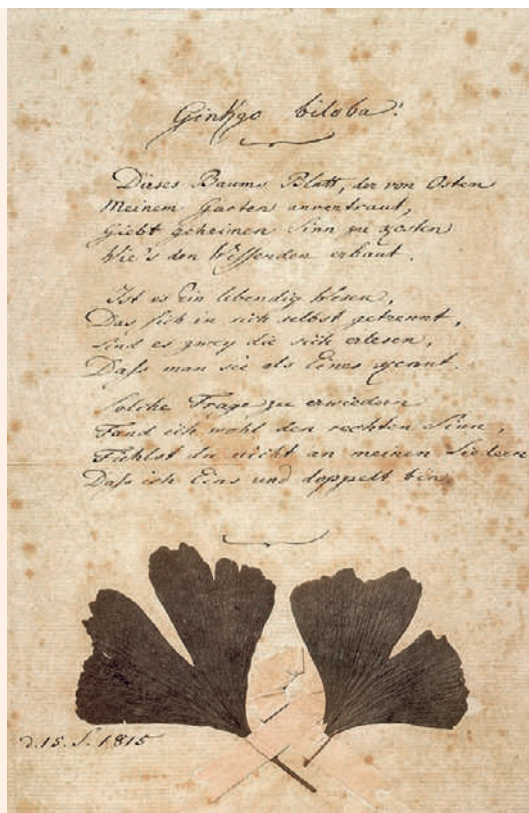 Ginkgo biloba.
Dieses Baums Blatt, der von Osten
Meinem Garten anvertraut,
Giebt geheimen Sinn zu kosten
Wie's den Wissenden erbaut.
Ist es Ein lebendig Wesen,
Das sich in sich selbst getrennt,
Sind es zwey die sich erlesen,
Dass man sie als Eines kennt.
Solche Frage zu erwiedern
Fand ich wohl den rechten Sinn,
Fühlst du nicht an meinen Liedern
Dass ich Eins und doppelt bin
d. 15. S. 1815